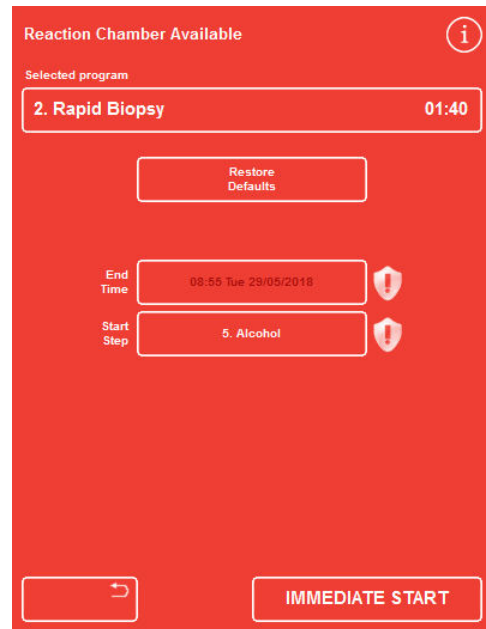 Reaction Chamber Available
i
Selected program
2. Rapid Biopsy 01:40
Restore
Defaults
End
Time
08:55 Tue 29/05/2018
!
Start
Step
5. Alcohol
!
IMMEDIATE START